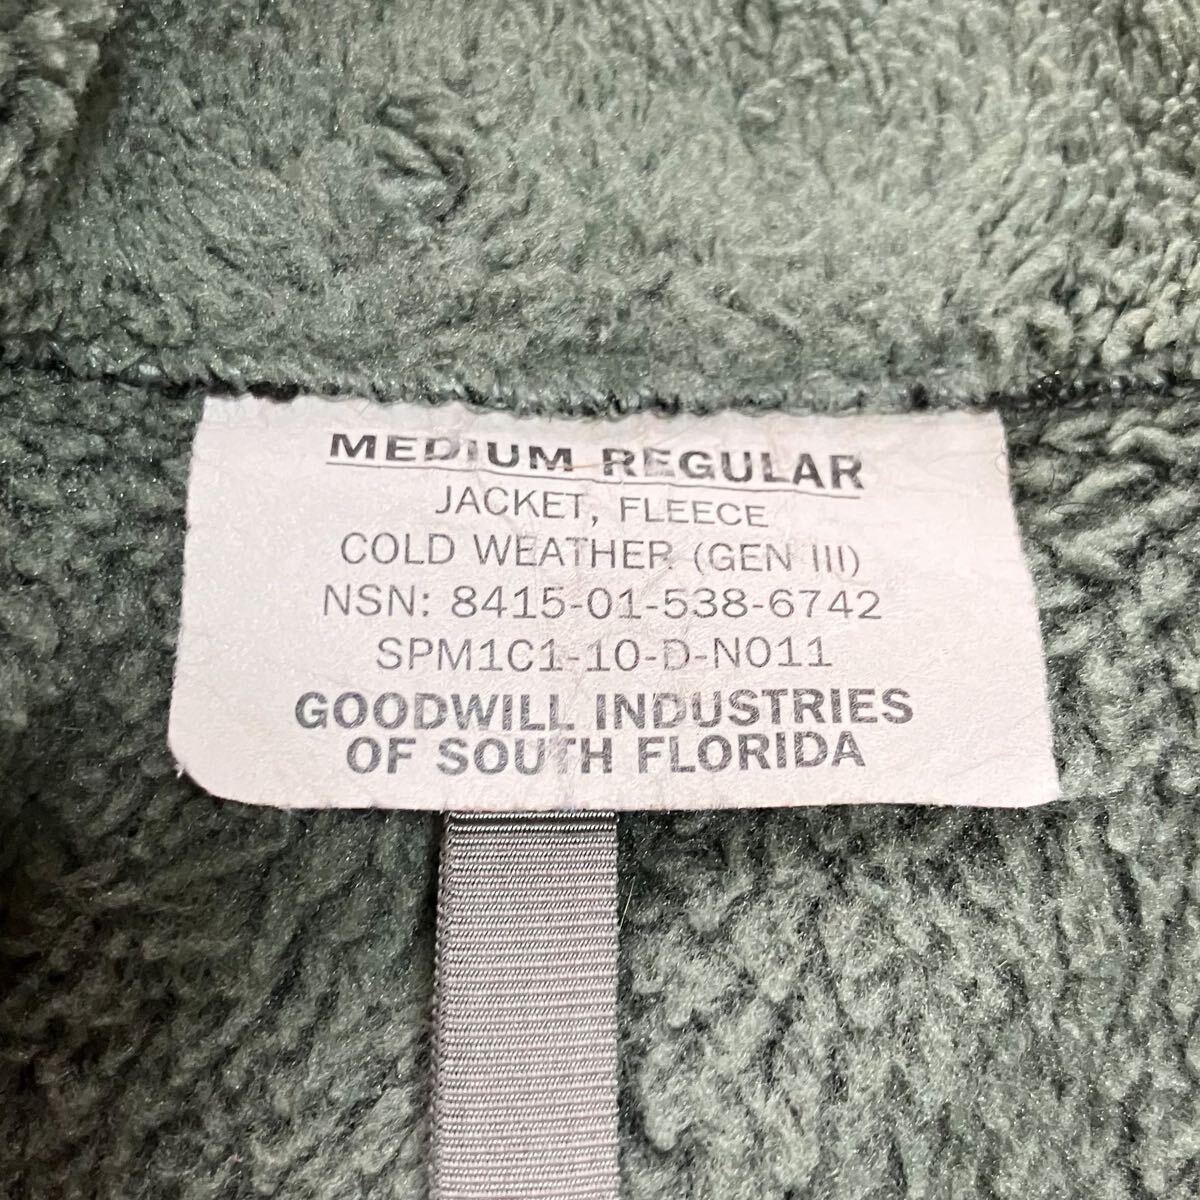 MEDIUM REGULAR
JACKET, FLEECE
COLD WEATHER (GEN III)
NSN: 8415-01-538-6742
SPM1C1-10-D-N011
GOODWILL INDUSTRIES
OF SOUTH FLORIDA